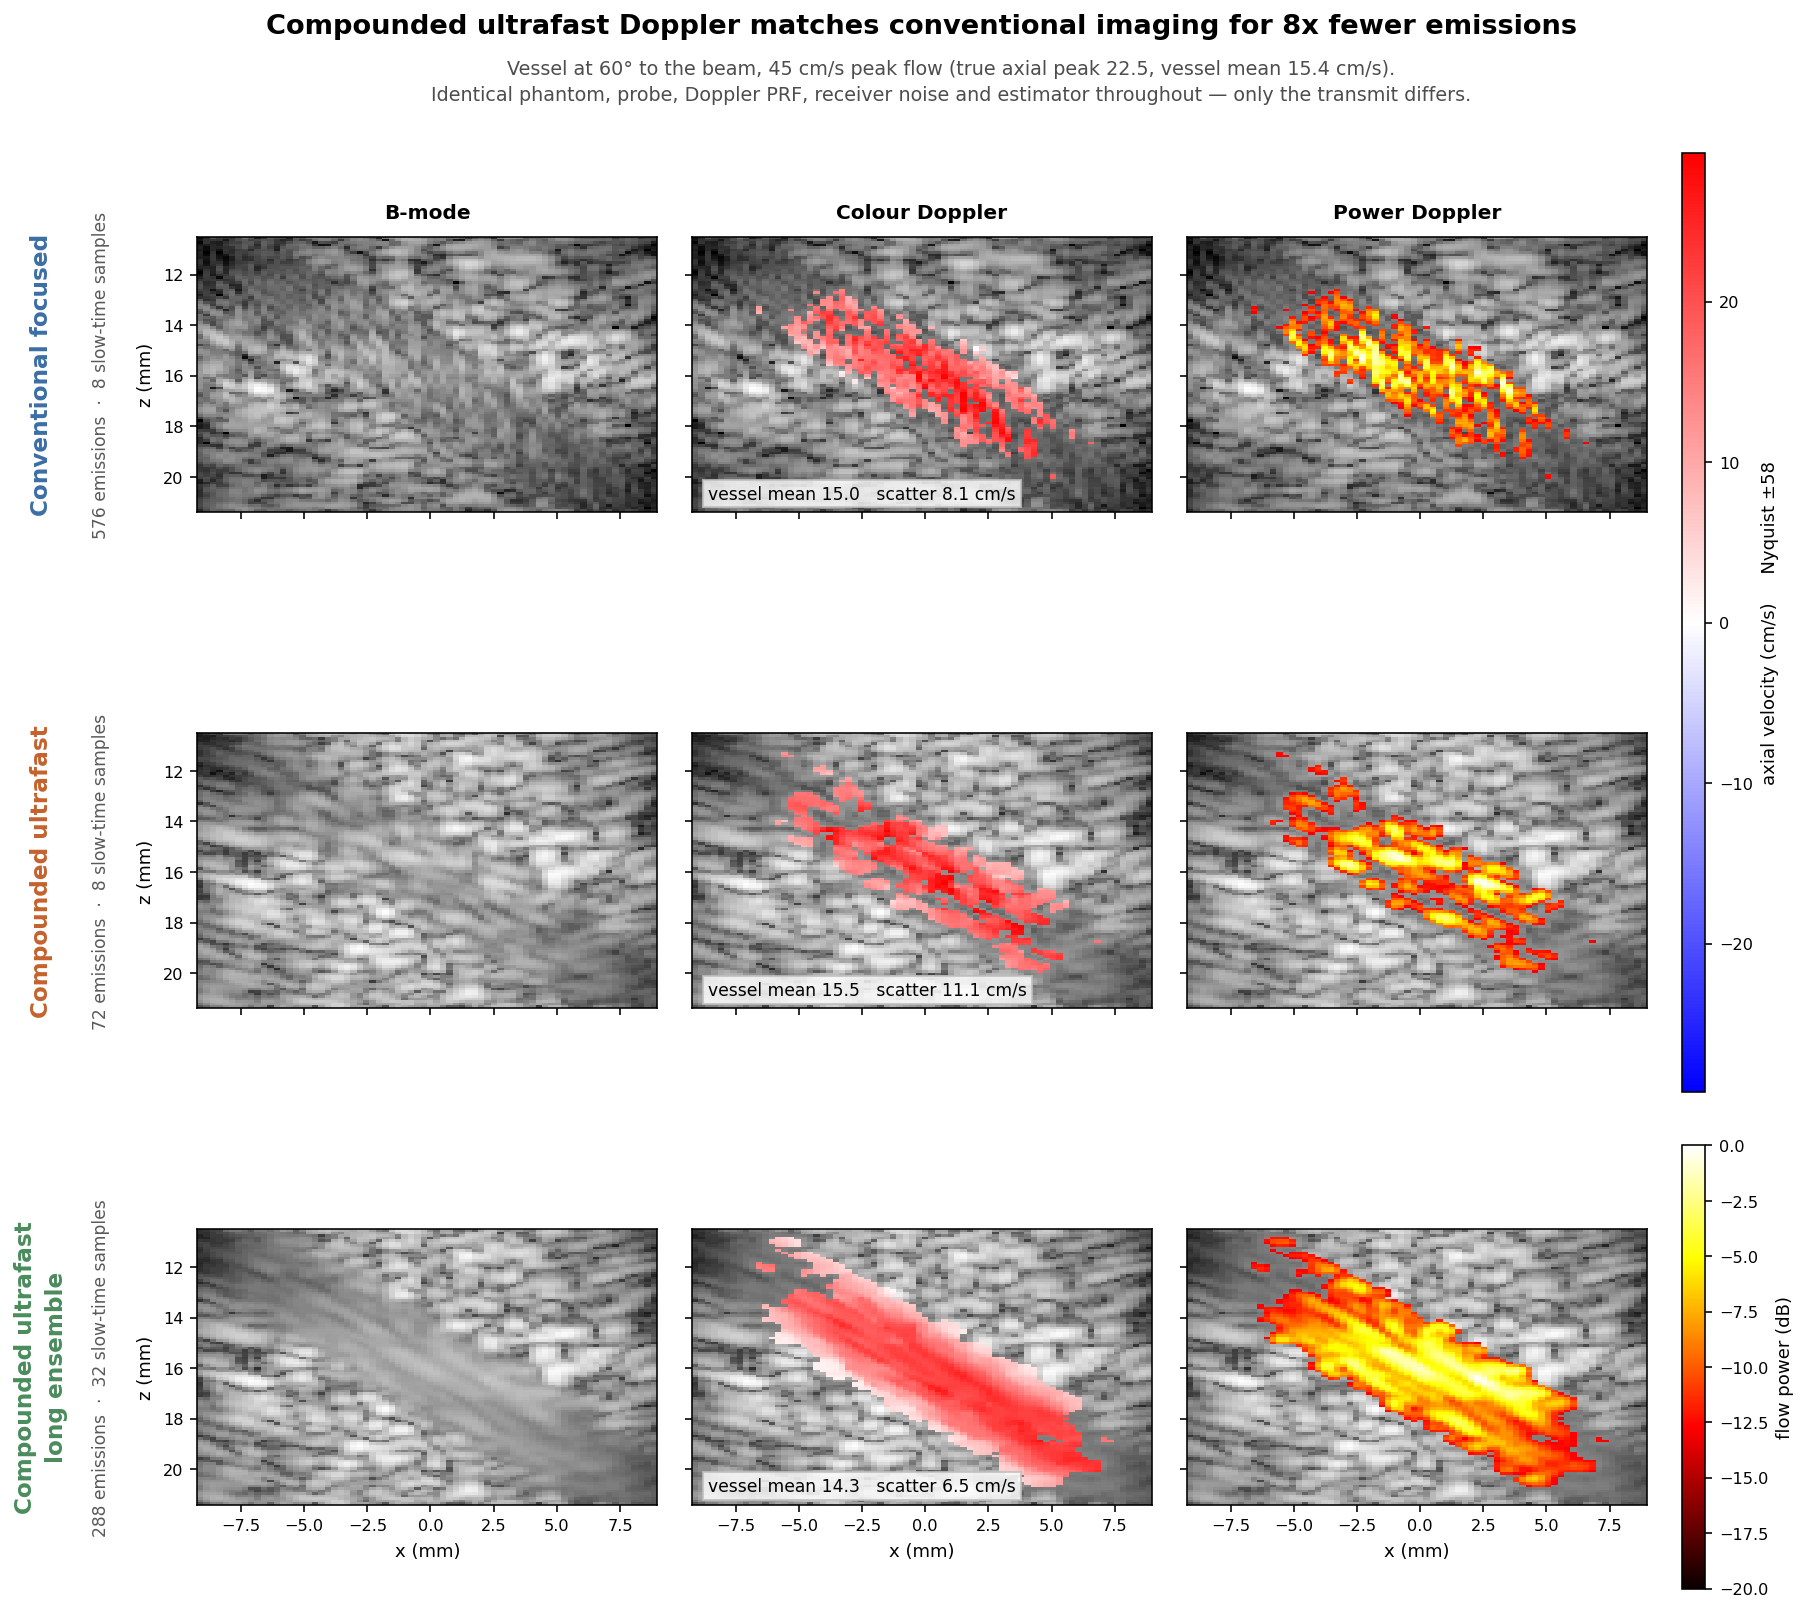 Compounded ultrafast Doppler matches conventional imaging for 8x fewer emissions
Vessel at 60° to the beam, 45 cm/s peak flow (true axial peak 22.5, vessel mean 15.4 cm/s).
Identical phantom, probe, Doppler PRF, receiver noise and estimator throughout — only the transmit differs.
B-mode
Colour Doppler
Power Doppler
Conventional focused
576 emissions · 8 slow-time samples
z (mm)
12
14
16
18
20
vessel mean 15.0 scatter 8.1 cm/s
Compounded ultrafast
72 emissions · 8 slow-time samples
z (mm)
12
14
16
18
20
vessel mean 15.5 scatter 11.1 cm/s
20
10
0
−10
−20
axial velocity (cm/s) Nyquist ±58
Compounded ultrafast
long ensemble
288 emissions · 32 slow-time samples
z (mm)
12
14
16
18
20
vessel mean 14.3 scatter 6.5 cm/s
−7.5 −5.0 −2.5 0.0 2.5 5.0 7.5
x (mm)
−7.5 −5.0 −2.5 0.0 2.5 5.0 7.5
x (mm)
−7.5 −5.0 −2.5 0.0 2.5 5.0 7.5
x (mm)
0.0
−2.5
−5.0
−7.5
−10.0
−12.5
−15.0
−17.5
−20.0
flow power (dB)